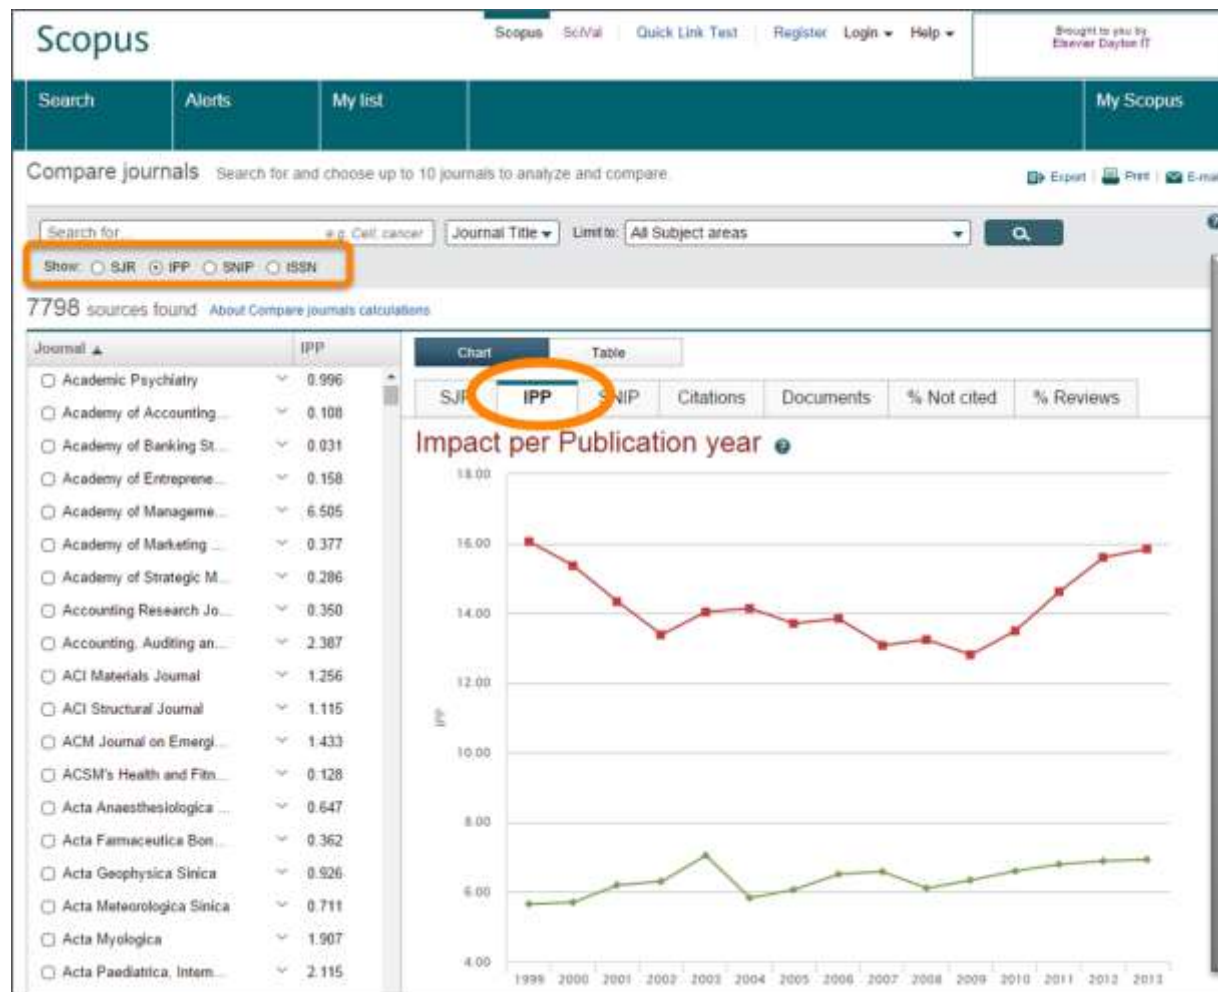 Scopus
Scopus SciVal Quick Link Test Register Login Help
Brought to you by
Elsevier Dayton IT
Search Alerts My list My Scopus
Compare journals Search for and choose up to 10 journals to analyze and compare.
Export Print E-mai
Search for... e.g. Cell, cancer Journal Title Limit to: All Subject areas
Show: SJR IPP SNIP ISSN
7798 sources found About Compare journals calculations
Journal IPP
Chart Table
SJR IPP SNIP Citations Documents % Not cited % Reviews
Impact per Publication year
Academic Psychiatry 0.996
Academy of Accounting... 0.108
Academy of Banking St... 0.031
Academy of Entreprene... 0.158
Academy of Manageme... 6.505
Academy of Marketing ... 0.377
Academy of Strategic M... 0.286
Accounting Research Jo... 0.350
Accounting, Auditing an... 2.387
ACI Materials Journal 1.256
ACI Structural Journal 1.115
ACM Journal on Emergi... 1.433
ACSM's Health and Fitn... 0.128
Acta Anaesthesiologica ... 0.647
Acta Farmaceutica Bon... 0.362
Acta Geophysica Sinica 0.926
Acta Meteorologica Sinica 0.711
Acta Myologica 1.907
Acta Paediatrica, Intern... 2.115
18.00
16.00
14.00
12.00
IPP
10.00
8.00
6.00
4.00
1999 2000 2001 2002 2003 2004 2005 2006 2007 2008 2009 2010 2011 2012 2013